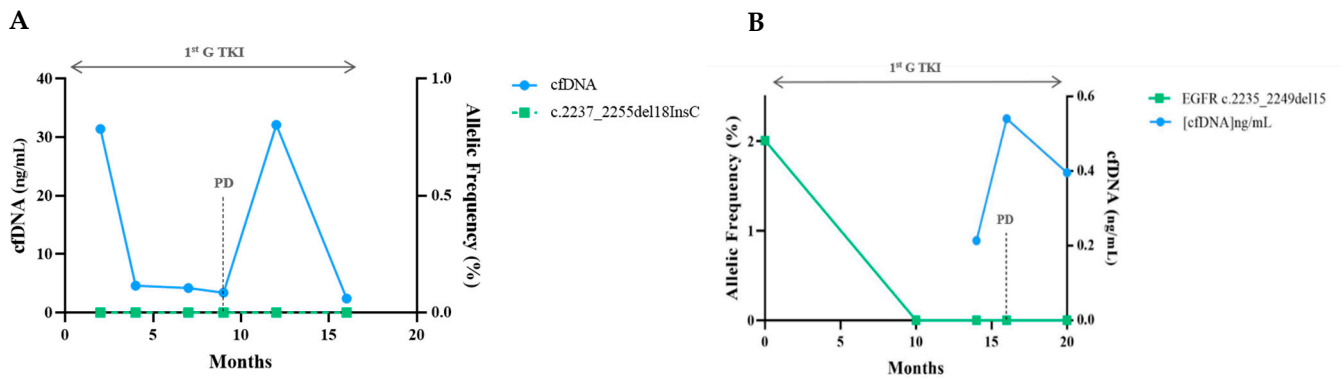 A
1st G TKI
40
30
20
10
0
cfDNA (ng/mL)
1.0
0.5
0.0
Allelic Frequency (%)
PD
0 5 10 15 20
Months
cfDNA
c.2237_2255del18InsC
B
1st G TKI
2
1
0
Allelic Frequency (%)
0.6
0.4
0.2
0.0
cfDNA (ng/mL)
PD
0 5 10 15 20
Months
EGFR c.2235_2249del15
[cfDNA]ng/mL